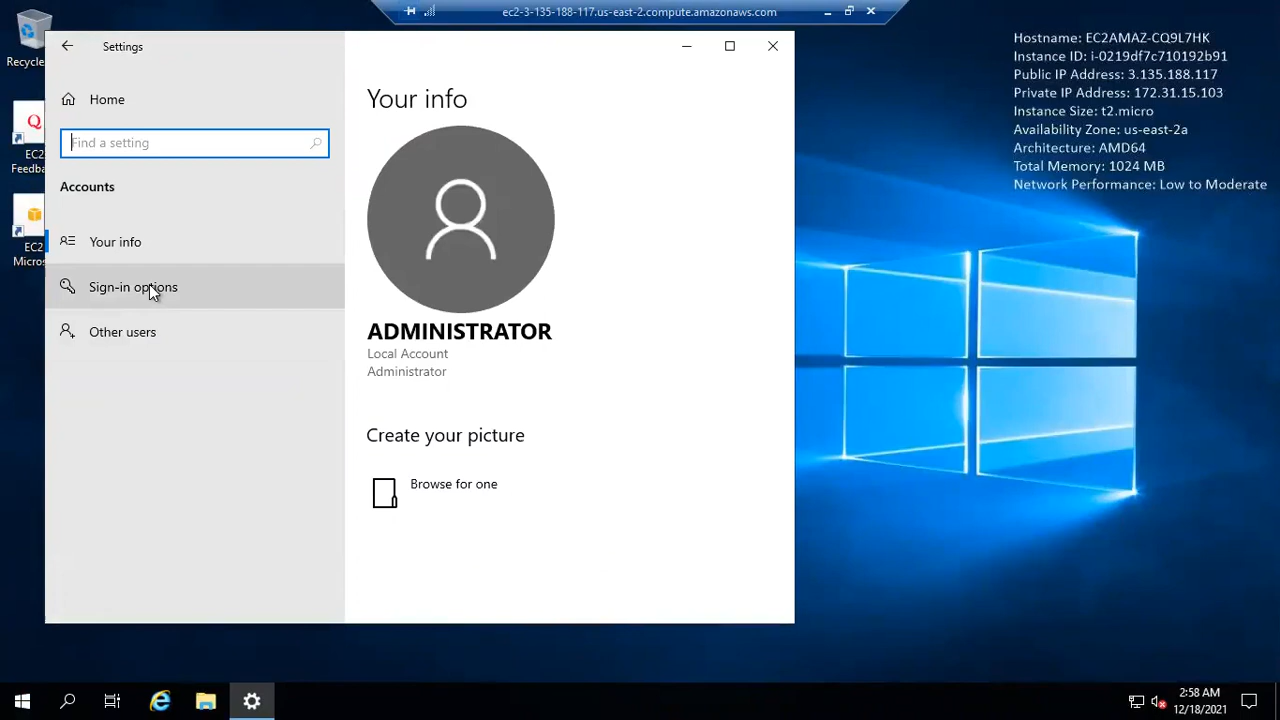 ec2-3-135-188-117.us-east-2.compute.amazonaws.com
Recycle
EC2
Feedba
EC2
Micros
Settings
Home
Find a setting
Accounts
Your info
Sign-in options
Other users
Your info
ADMINISTRATOR
Local Account
Administrator
Create your picture
Browse for one
Hostname: EC2AMAZ-CQ9L7HK
Instance ID: i-0219df7c710192b91
Public IP Address: 3.135.188.117
Private IP Address: 172.31.15.103
Instance Size: t2.micro
Availability Zone: us-east-2a
Architecture: AMD64
Total Memory: 1024 MB
Network Performance: Low to Moderate
2:58 AM
12/18/2021